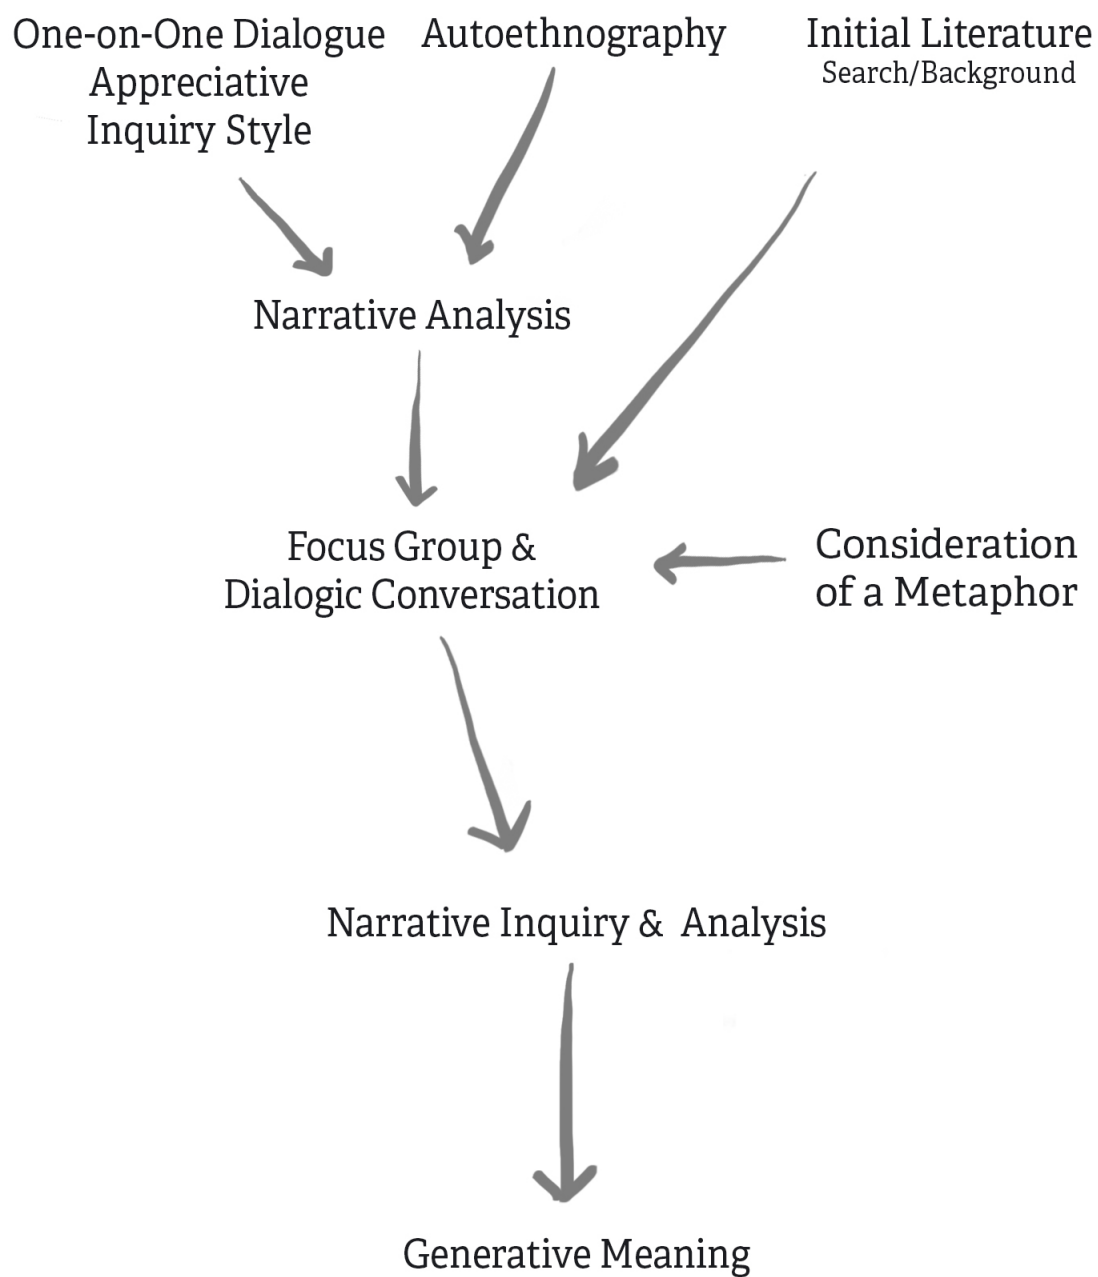 One-on-One Dialogue
Appreciative
Inquiry Style
Autoethnography
Initial Literature
Search/Background
Narrative Analysis
Focus Group &
Dialogic Conversation
Consideration
of a Metaphor
Narrative Inquiry &  Analysis
Generative Meaning